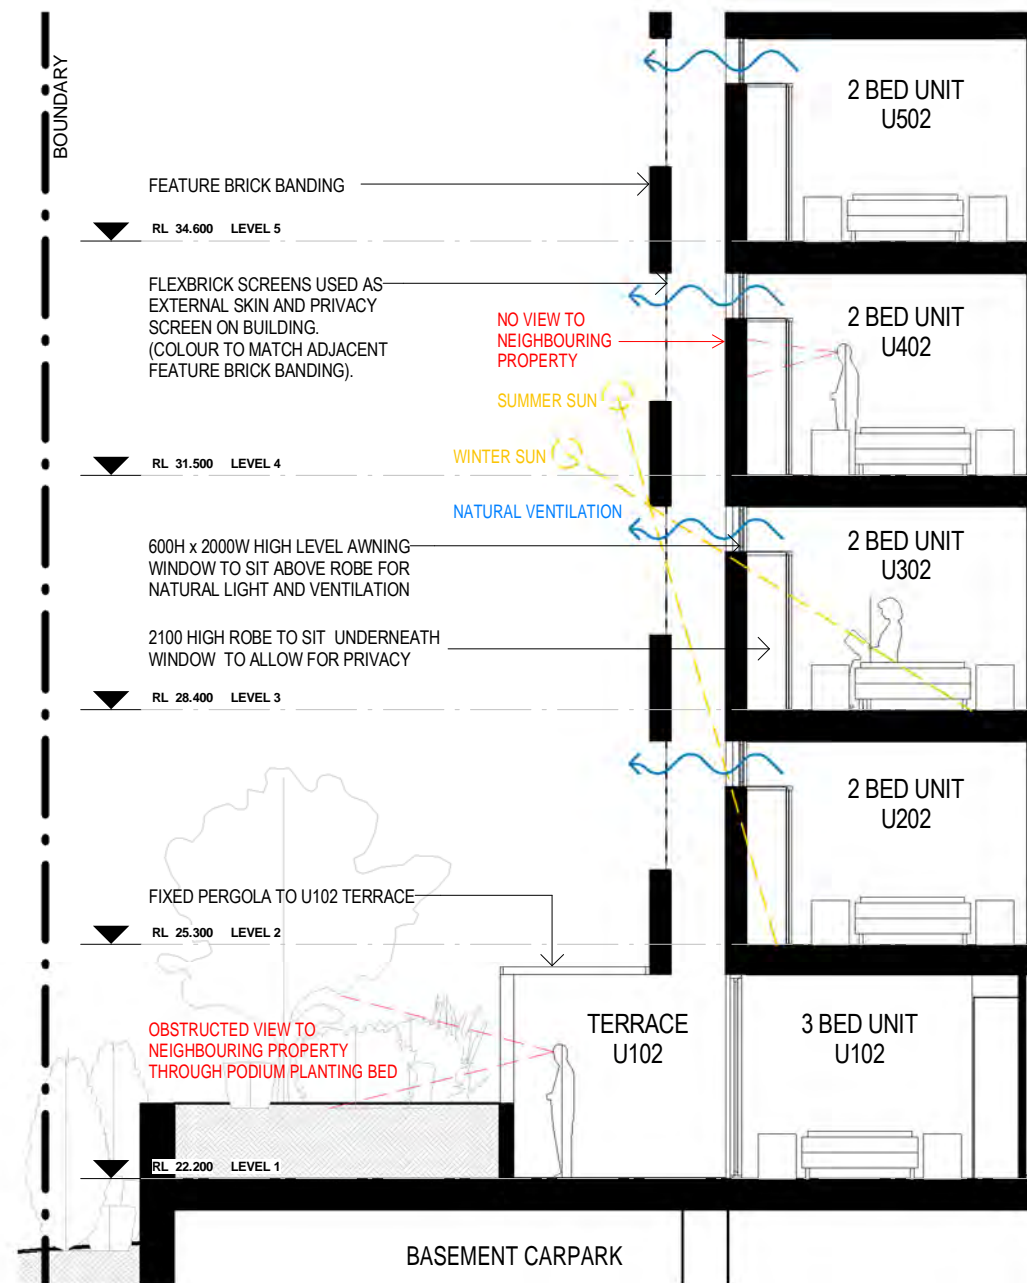 BOUNDARY
2 BED UNIT
U502
FEATURE BRICK BANDING
RL 34.600 LEVEL 5
FLEXBRICK SCREENS USED AS
EXTERNAL SKIN AND PRIVACY
SCREEN ON BUILDING.
(COLOUR TO MATCH ADJACENT
FEATURE BRICK BANDING).
NO VIEW TO
NEIGHBOURING
PROPERTY
2 BED UNIT
U402
SUMMER SUN
WINTER SUN
RL 31.500 LEVEL 4
NATURAL VENTILATION
600H x 2000W HIGH LEVEL AWNING
WINDOW TO SIT ABOVE ROBE FOR
NATURAL LIGHT AND VENTILATION
2 BED UNIT
U302
2100 HIGH ROBE TO SIT UNDERNEATH
WINDOW TO ALLOW FOR PRIVACY
RL 28.400 LEVEL 3
2 BED UNIT
U202
FIXED PERGOLA TO U102 TERRACE
RL 25.300 LEVEL 2
OBSTRUCTED VIEW TO
NEIGHBOURING PROPERTY
THROUGH PODIUM PLANTING BED
TERRACE
U102
3 BED UNIT
U102
RL 22.200 LEVEL 1
BASEMENT CARPARK